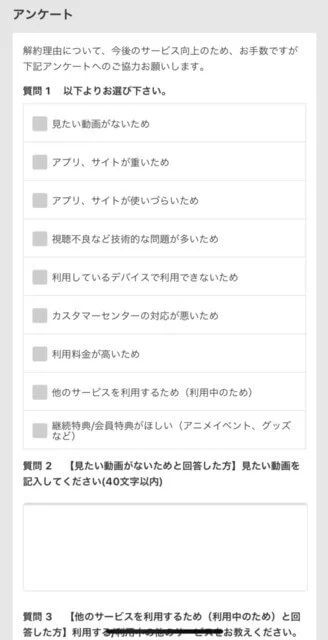 アンケート
解約理由について、今後のサービス向上のため、お手数ですが
下記アンケートへのご協力お願いします。
質問 1　以下よりお選び下さい。
見たい動画がないため
アプリ、サイトが重いため
アプリ、サイトが使いづらいため
視聴不良など技術的な問題が多いため
利用しているデバイスで利用できないため
カスタマーセンターの対応が悪いため
利用料金が高いため
他のサービスを利用するため（利用中のため）
継続特典/会員特典がほしい（アニメイベント、グッズ
など）
質問 2　【見たい動画がないためと回答した方】見たい動画を
記入してください(40文字以内)
質問 3　【他のサービスを利用するため（利用中のため）と回
答した方】利用する/利用中の他のサービスをお教えください。